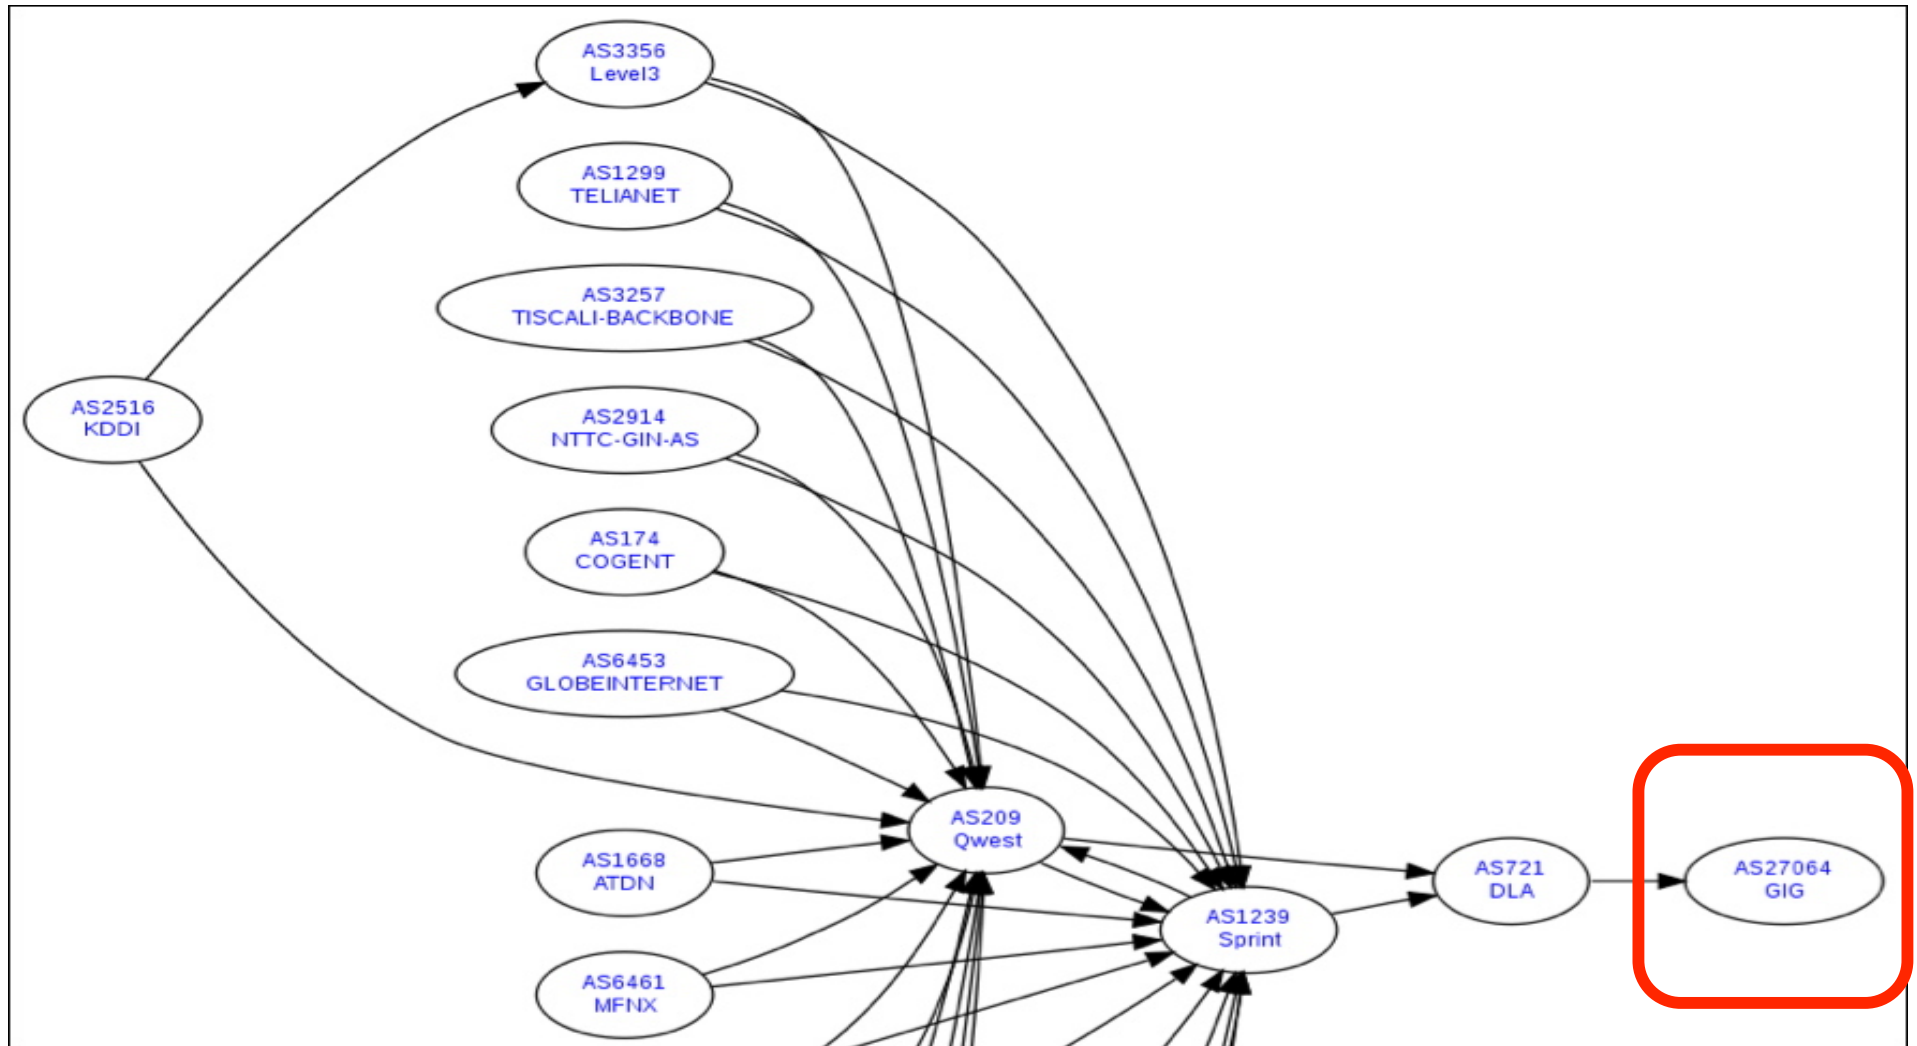 AS3356
Level3
AS1299
TELIANET
AS3257
TISCALI-BACKBONE
AS2516
KDDI
AS2914
NTTC-GIN-AS
AS174
COGENT
AS6453
GLOBEINTERNET
AS209
Qwest
AS1668
ATDN
AS721
DLA
AS27064
GIG
AS1239
Sprint
AS6461
MFNX